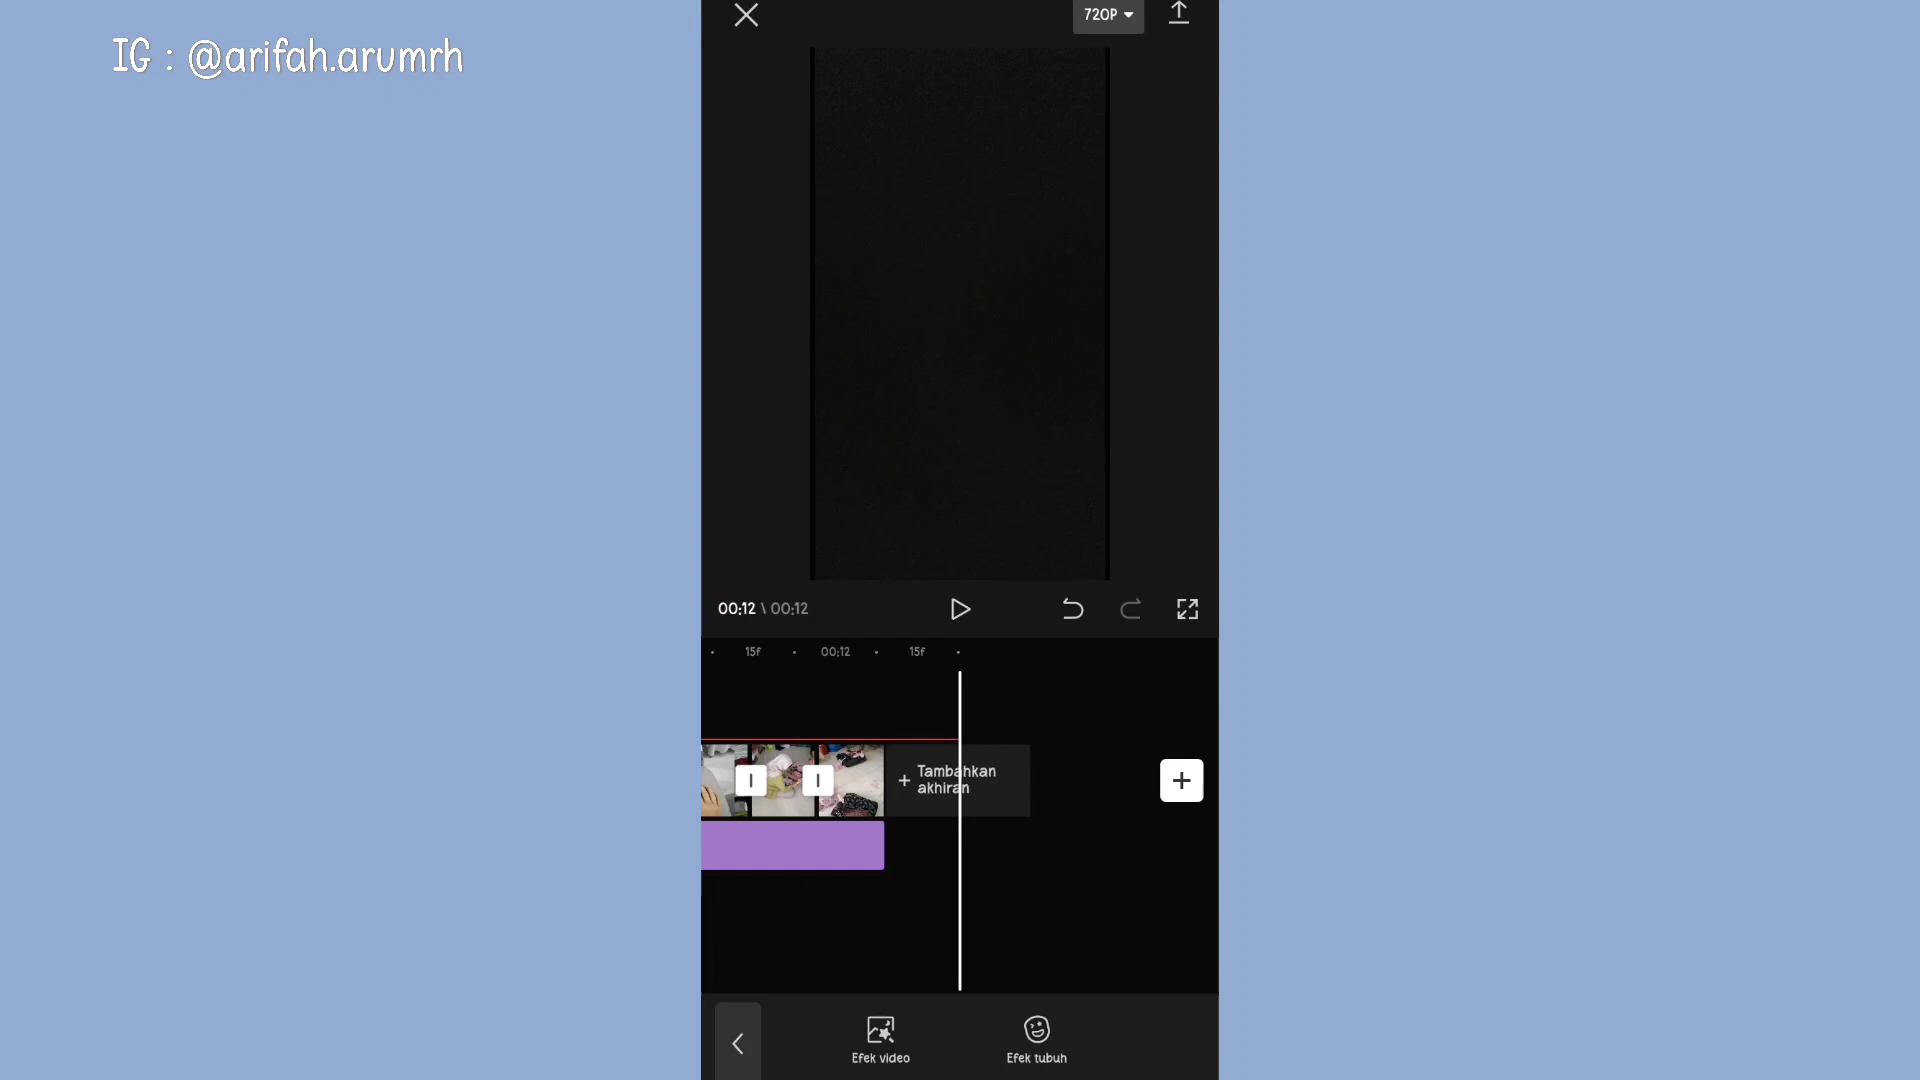 IG : @arifah.arumrh
720P
00:12 \ 00:12
15f 00:12 15f
+ Tambahkan
akhiran
Efek video Efek tubuh